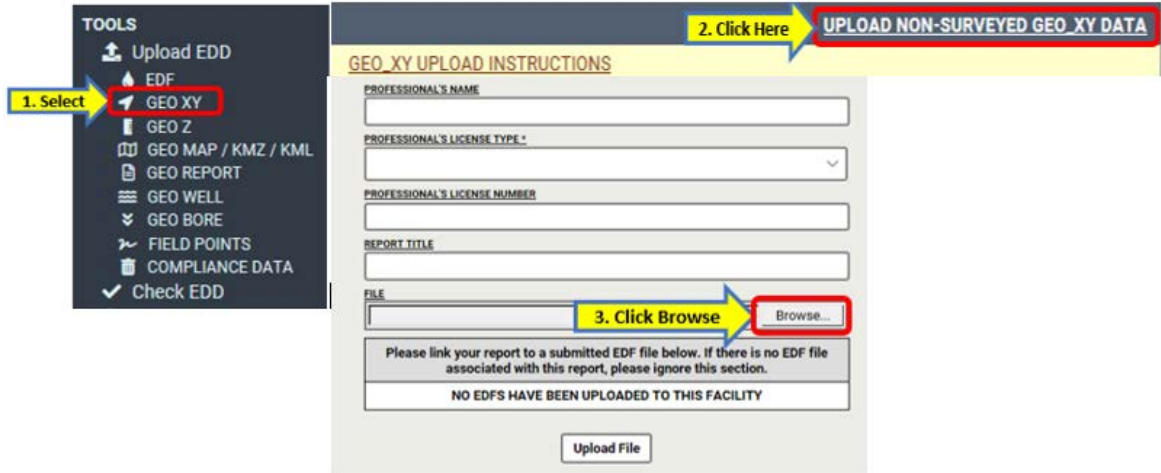 TOOLS
Upload EDD
EDF
1. Select
GEO XY
GEO Z
GEO MAP / KMZ / KML
GEO REPORT
GEO WELL
GEO BORE
FIELD POINTS
COMPLIANCE DATA
Check EDD
2. Click Here
UPLOAD NON-SURVEYED GEO_XY DATA
GEO_XY UPLOAD INSTRUCTIONS
PROFESSIONAL'S NAME
PROFESSIONAL'S LICENSE TYPE *
PROFESSIONAL'S LICENSE NUMBER
REPORT TITLE
FILE
3. Click Browse
Browse...
Please link your report to a submitted EDF file below. If there is no EDF file
associated with this report, please ignore this section.
NO EDFS HAVE BEEN UPLOADED TO THIS FACILITY
Upload File